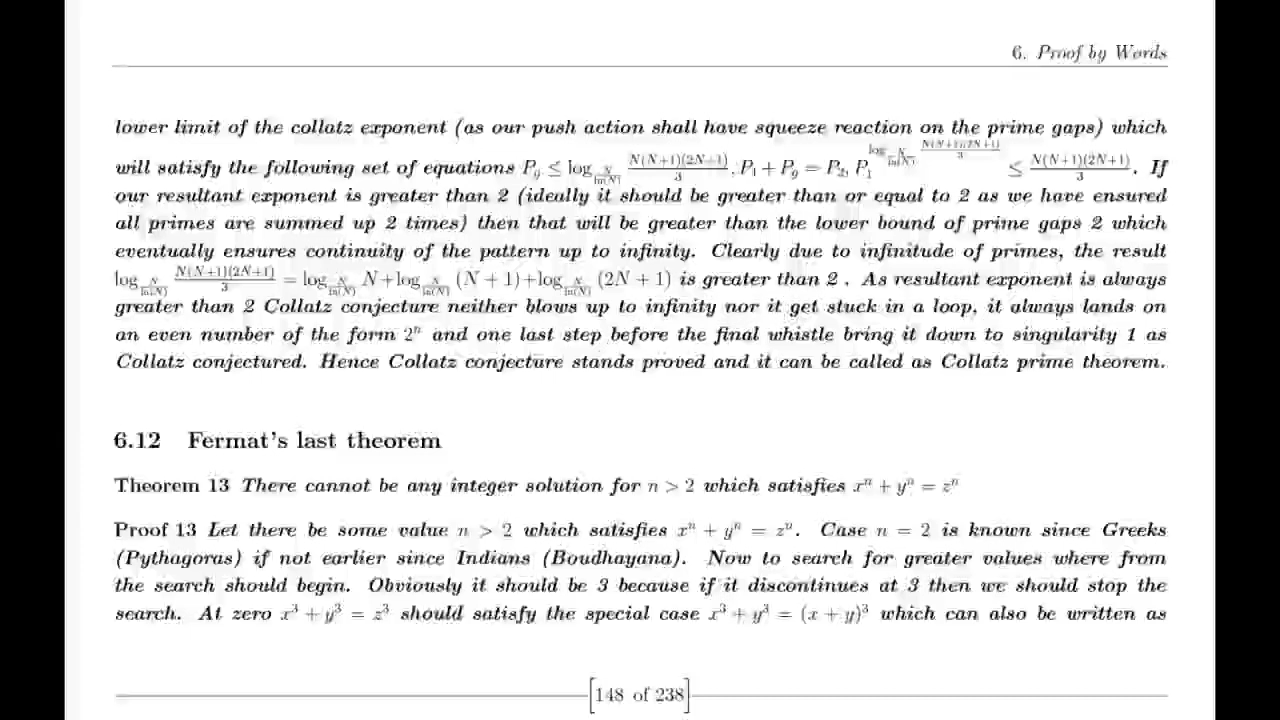 6. Proof by Words
lower limit of the collatz exponent (as our push action shall have squeeze reaction on the prime gaps) which
will satisfy the following set of equations P_g ≤ log_{N/ln(N)} N(N+1)(2N+1)/3, P_1 + P_g = P_2, P_1^{log_{N/ln(N)} N(N+1)(2N+1)/3} ≤ N(N+1)(2N+1)/3. If
our resultant exponent is greater than 2 (ideally it should be greater than or equal to 2 as we have ensured
all primes are summed up 2 times) then that will be greater than the lower bound of prime gaps 2 which
eventually ensures continuity of the pattern up to infinity. Clearly due to infinitude of primes, the result
log_{N/ln(N)} N(N+1)(2N+1)/3 = log_{N/ln(N)} N + log_{N/ln(N)} (N + 1) + log_{N/ln(N)} (2N + 1) is greater than 2 . As resultant exponent is always
greater than 2 Collatz conjecture neither blows up to infinity nor it get stuck in a loop, it always lands on
an even number of the form 2^n and one last step before the final whistle bring it down to singularity 1 as
Collatz conjectured. Hence Collatz conjecture stands proved and it can be called as Collatz prime theorem.
6.12 Fermat's last theorem
Theorem 13 There cannot be any integer solution for n > 2 which satisfies x^n + y^n = z^n
Proof 13 Let there be some value n > 2 which satisfies x^n + y^n = z^n. Case n = 2 is known since Greeks
(Pythagoras) if not earlier since Indians (Boudhayana). Now to search for greater values where from
the search should begin. Obviously it should be 3 because if it discontinues at 3 then we should stop the
search. At zero x^3 + y^3 = z^3 should satisfy the special case x^3 + y^3 = (x + y)^3 which can also be written as
[148 of 238]